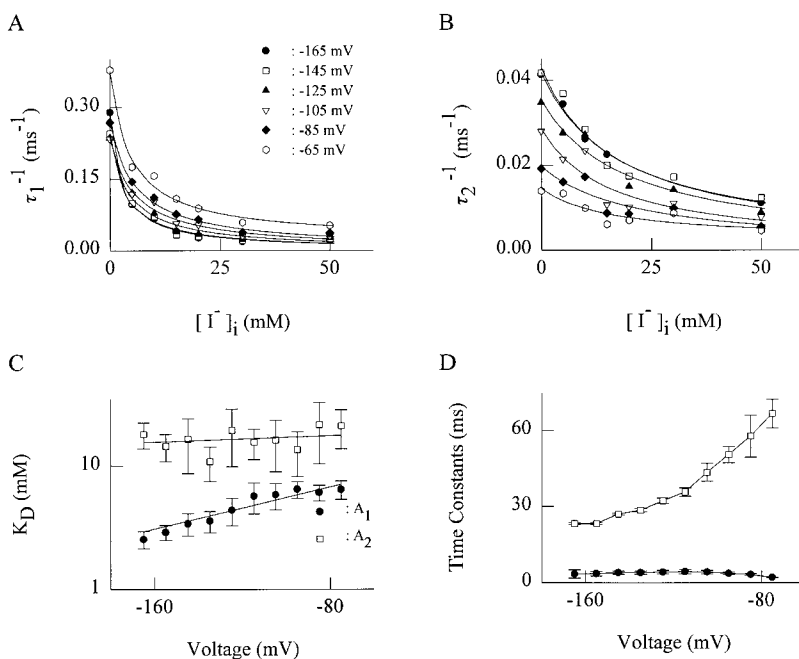 A
B
τ1⁻¹ (ms⁻¹)
0.30
0.15
0.00
: -165 mV
: -145 mV
: -125 mV
: -105 mV
: -85 mV
: -65 mV
0 25 50
[ I⁻ ]i (mM)
τ2⁻¹ (ms⁻¹)
0.04
0.02
0.00
0 25 50
[ I⁻ ]i (mM)
C
D
KD (mM)
10
1
: A1
: A2
-160 -80
Voltage (mV)
Time Constants (ms)
60
30
0
-160 -80
Voltage (mV)